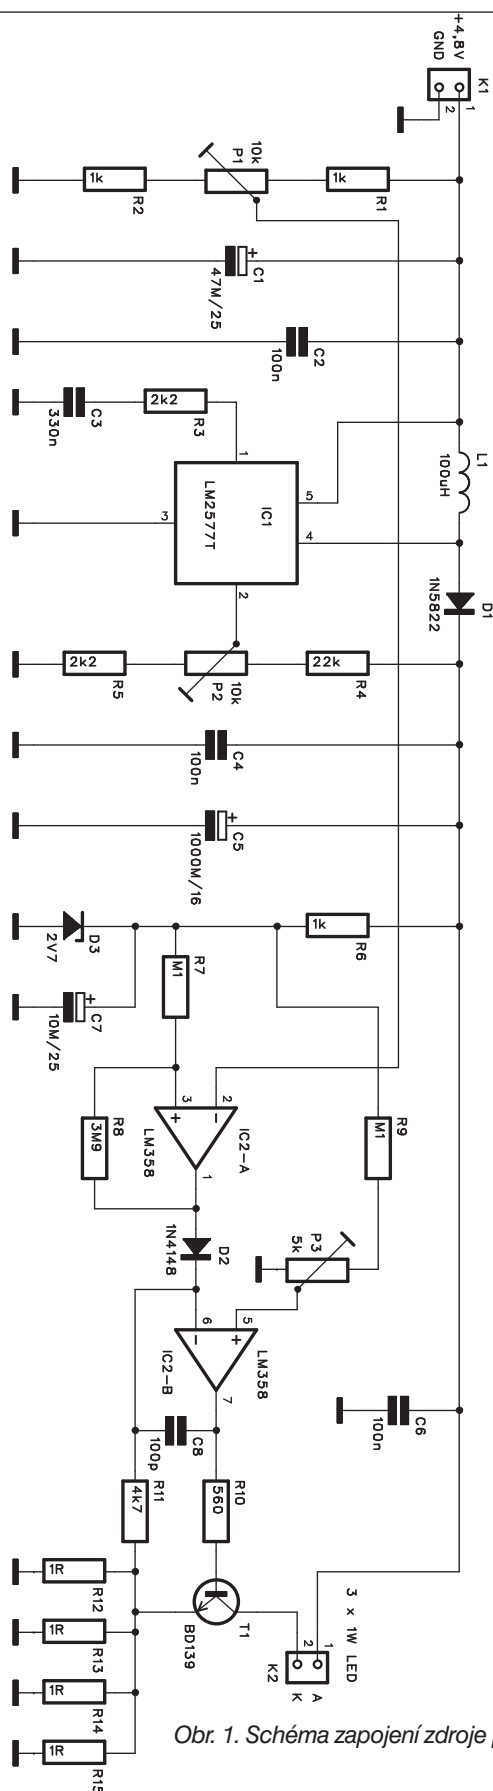 K1
1
2
+4,8V
GND
R1
1k
P1
10k
R2
1k
C1
+
47M/25
C2
100n
L1
100uH
R3
2k2
C3
330n
IC1
LM2577T
1
5
4
3
2
D1
1N5822
R4
22k
P2
10k
R5
2k2
C4
100n
C5
+
1000M/16
R6
1k
D3
2V7
C7
+
10M/25
R7
M1
R8
3M9
R9
M1
2
-
3
+
1
IC2-A
LM358
P3
5k
D2
1N4148
5
+
6
-
7
LM358
IC2-B
C6
100n
C8
100p
R10
560
R11
4k7
T1
BD139
3 x 1W LED
1
2
A
K
K2
R12
1R
R13
1R
R14
1R
R15
1R
Obr. 1. Schéma zapojení zdroje